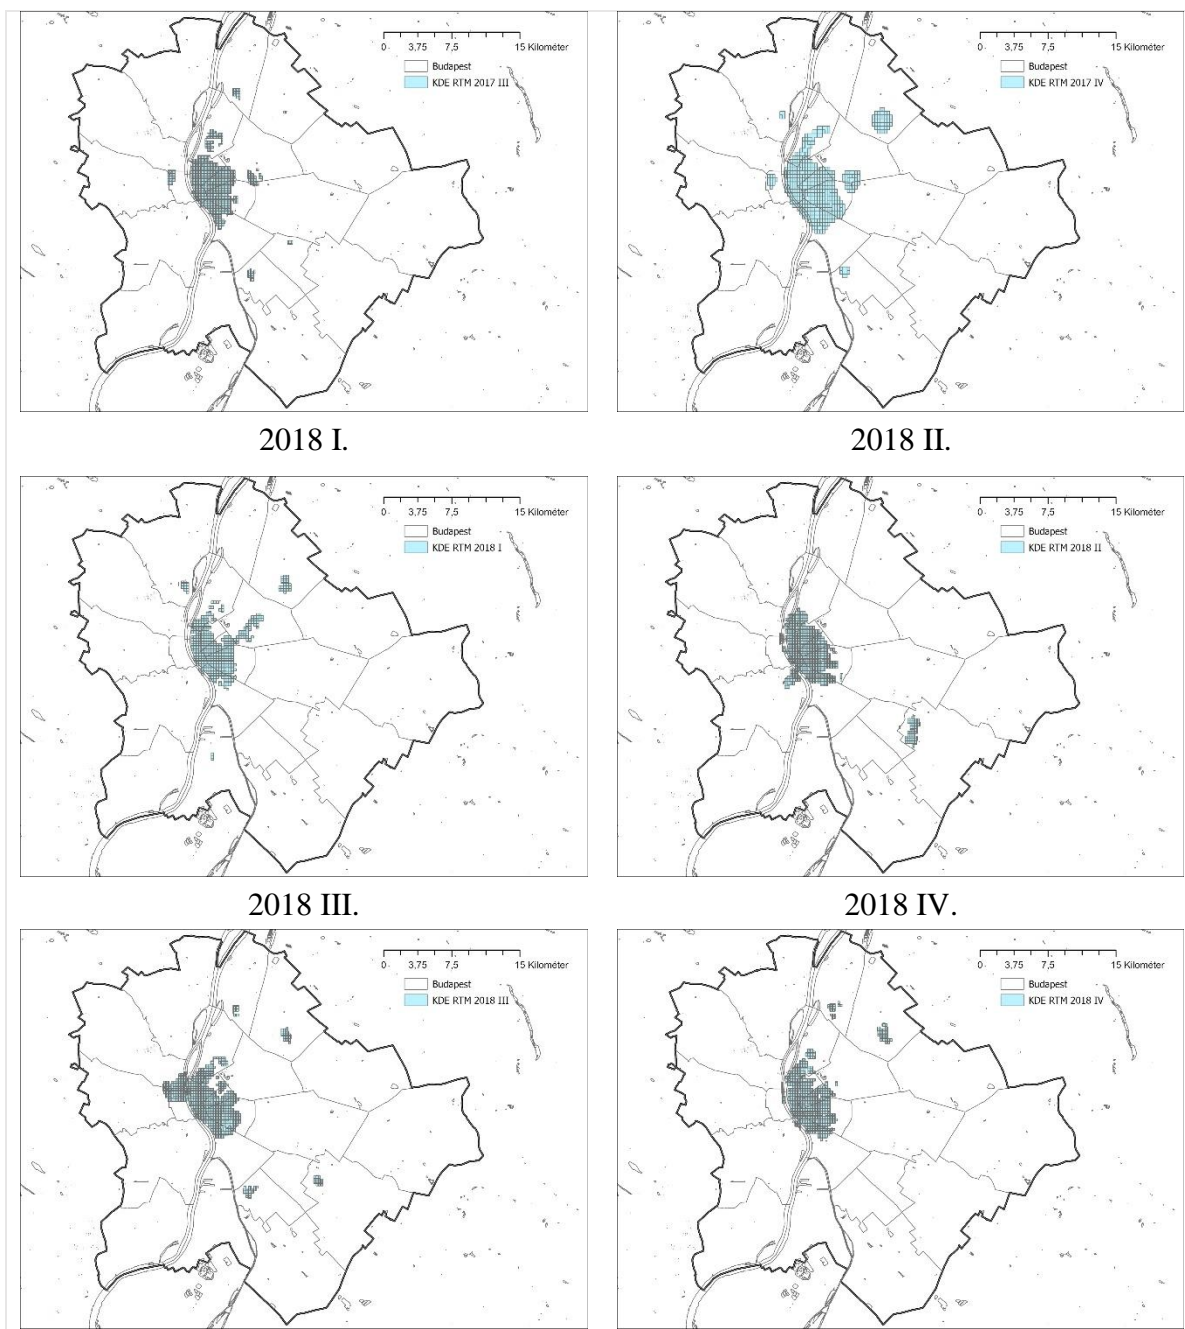 0 3,75 7,5 15 Kilométer
Budapest
KDE RTM 2017 III
0 3,75 7,5 15 Kilométer
Budapest
KDE RTM 2017 IV
2018 I.
2018 II.
0 3,75 7,5 15 Kilométer
Budapest
KDE RTM 2018 I
0 3,75 7,5 15 Kilométer
Budapest
KDE RTM 2018 II
2018 III.
2018 IV.
0 3,75 7,5 15 Kilométer
Budapest
KDE RTM 2018 III
0 3,75 7,5 15 Kilométer
Budapest
KDE RTM 2018 IV